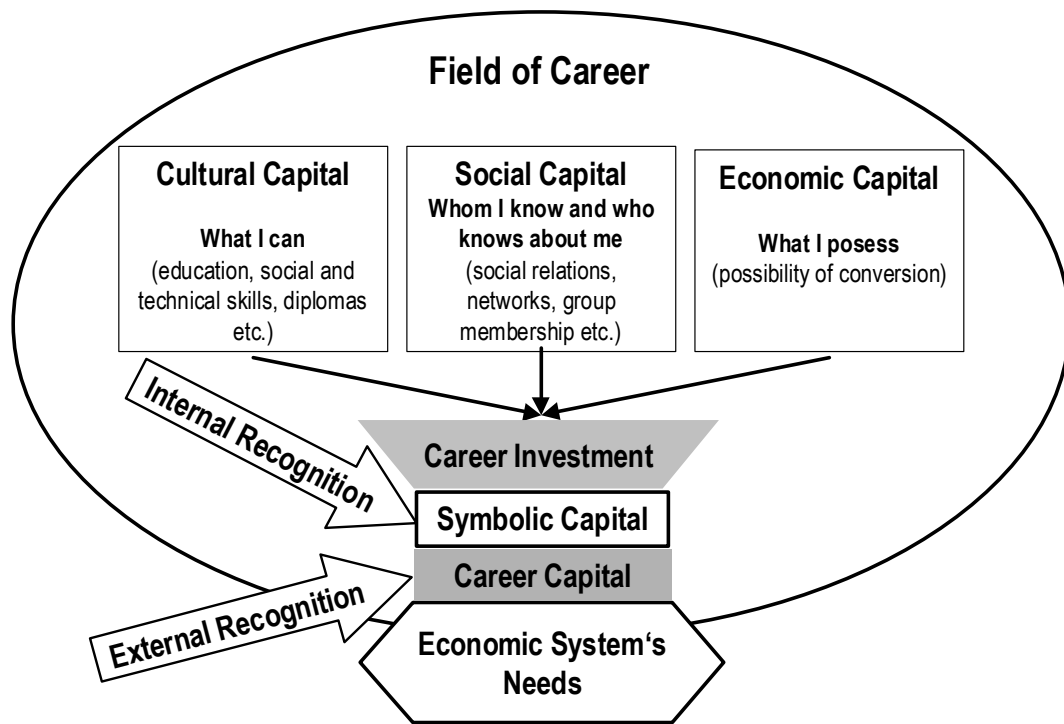 Field of Career
Cultural Capital
What I can
(education, social and
technical skills, diplomas
etc.)
Social Capital
Whom I know and who
knows about me
(social relations,
networks, group
membership etc.)
Economic Capital
What I posess
(possibility of conversion)
Internal Recognition
Career Investment
Symbolic Capital
External Recognition
Career Capital
Economic System‘s
Needs